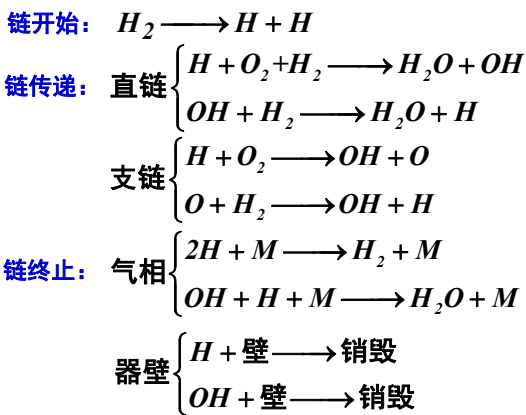 链开始： H₂ ⟶ H + H
链传递： 直链 H + O₂+H₂ ⟶ H₂O + OH
OH + H₂ ⟶ H₂O + H
支链 H + O₂ ⟶ OH + O
O + H₂ ⟶ OH + H
链终止： 气相 2H + M ⟶ H₂ + M
OH + H + M ⟶ H₂O + M
器壁 H + 壁 ⟶ 销毁
OH + 壁 ⟶ 销毁